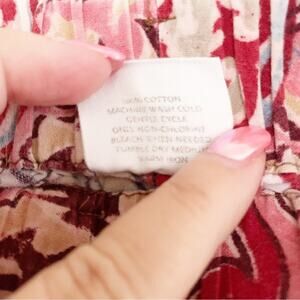 COTTON
MACHINE WASH COLD
GENTLE CYCLE
ONLY NON-CHLORINE
BLEACH WHEN NEEDED
TUMBLE DRY MEDIUM
WARM IRON